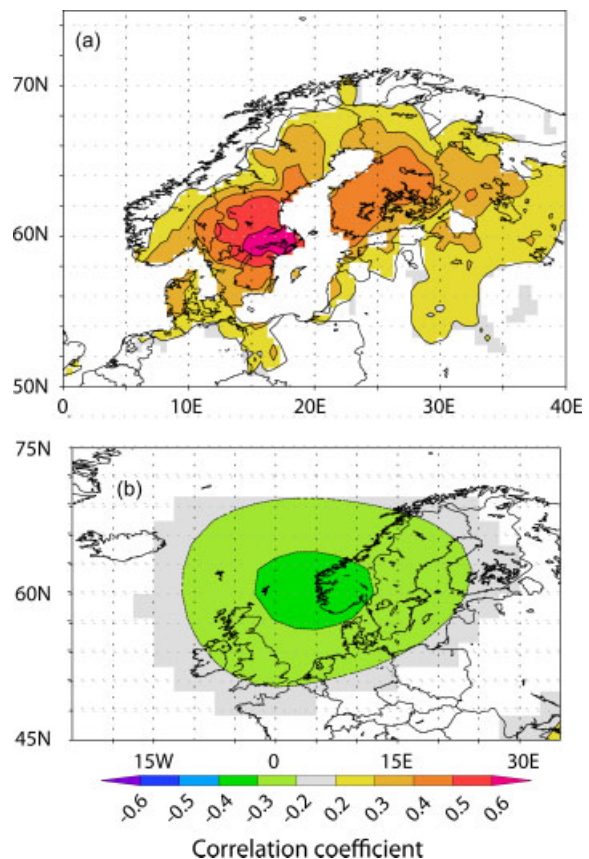 (a)
70N
60N
50N
0 10E 20E 30E 40E
75N
(b)
60N
45N
15W 0 15E 30E
-0.6 -0.5 -0.4 -0.3 -0.2 0.2 0.3 0.4 0.5 0.6
Correlation coefficient